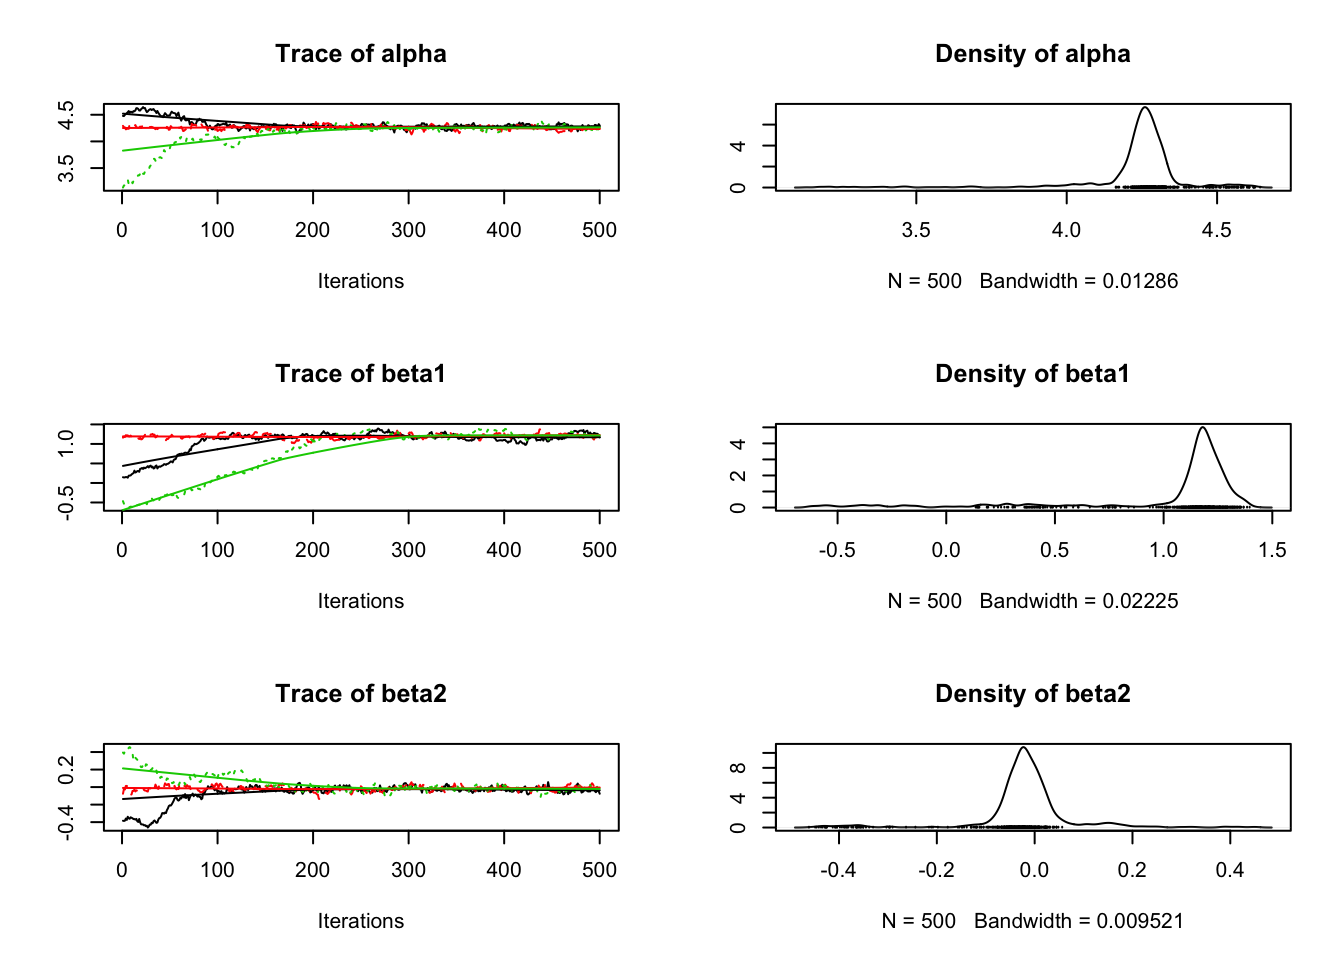 Trace of alpha
4.5
3.5
0 100 200 300 400 500
Iterations
Density of alpha
4
0
3.5 4.0 4.5
N = 500 Bandwidth = 0.01286
Trace of beta1
1.0
-0.5
0 100 200 300 400 500
Iterations
Density of beta1
4
2
0
-0.5 0.0 0.5 1.0 1.5
N = 500 Bandwidth = 0.02225
Trace of beta2
0.2
-0.4
0 100 200 300 400 500
Iterations
Density of beta2
8
4
0
-0.4 -0.2 0.0 0.2 0.4
N = 500 Bandwidth = 0.009521